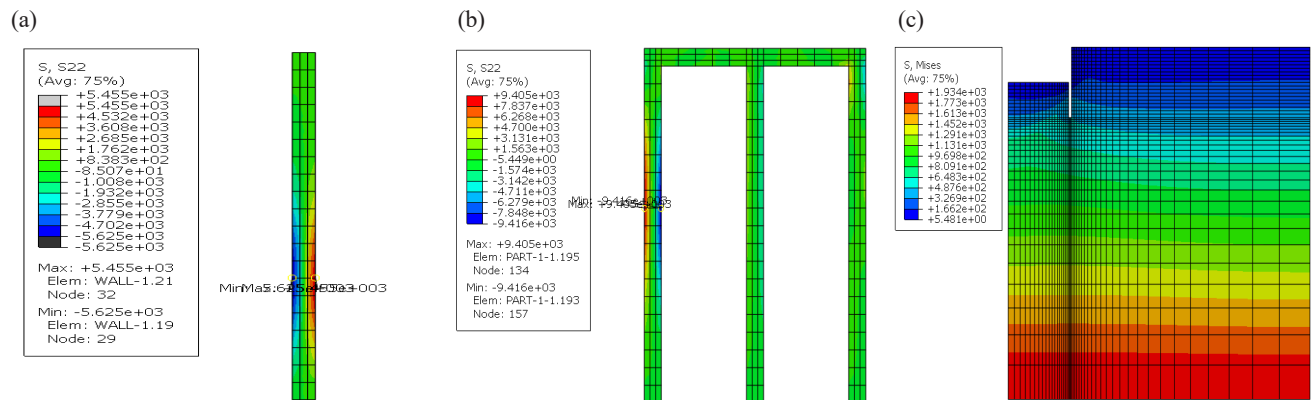 (a)
S, S22
(Avg: 75%)
+5.455e+03
+5.455e+03
+4.532e+03
+3.608e+03
+2.685e+03
+1.762e+03
+8.383e+02
-8.507e+01
-1.008e+03
-1.932e+03
-2.855e+03
-3.779e+03
-4.702e+03
-5.625e+03
-5.625e+03
Max: +5.455e+03
Elem: WALL-1.21
Node: 32
Min: -5.625e+03
Elem: WALL-1.19
Node: 29
(b)
S, S22
(Avg: 75%)
+9.405e+03
+7.837e+03
+6.268e+03
+4.700e+03
+3.131e+03
+1.563e+03
-5.449e+00
-1.574e+03
-3.142e+03
-4.711e+03
-6.279e+03
-7.848e+03
-9.416e+03
Max: +9.405e+03
Elem: PART-1-1.195
Node: 134
Min: -9.416e+03
Elem: PART-1-1.193
Node: 157
(c)
S, Mises
(Avg: 75%)
+1.934e+03
+1.773e+03
+1.613e+03
+1.452e+03
+1.291e+03
+1.131e+03
+9.698e+02
+8.091e+02
+6.483e+02
+4.876e+02
+3.269e+02
+1.662e+02
+5.481e+00